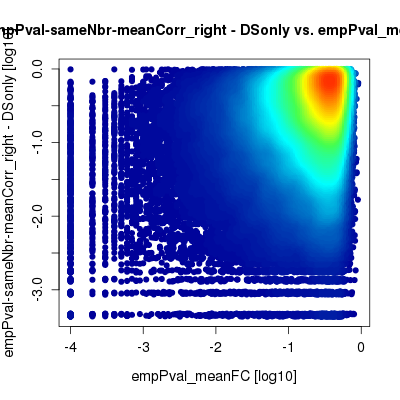 npPval-sameNbr-meanCorr_right - DSonly vs. empPval_me
empPval-sameNbr-meanCorr_right - DSonly [log10]
0.0
-1.0
-2.0
-3.0
-4 -3 -2 -1 0
empPval_meanFC [log10]